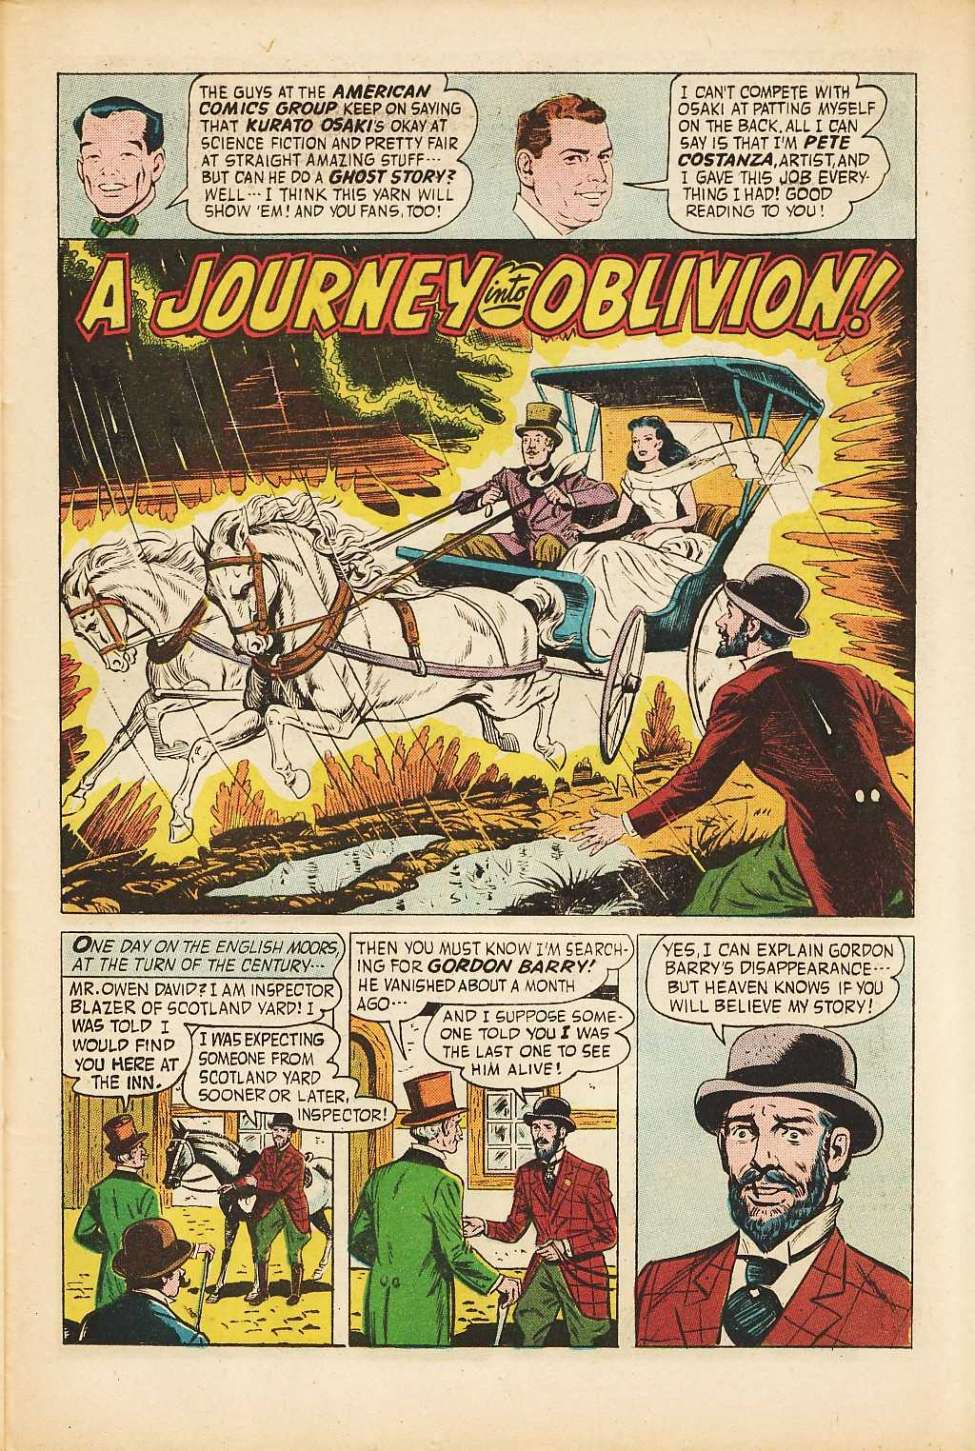 THE GUYS AT THE AMERICAN
COMICS GROUP KEEP ON SAYING
THAT KURATO OSAKI'S OKAY AT
SCIENCE FICTION AND PRETTY FAIR
AT STRAIGHT AMAZING STUFF---
BUT CAN HE DO A GHOST STORY?
WELL--- I THINK THIS YARN WILL
SHOW 'EM! AND YOU FANS, TOO!
I CAN'T COMPETE WITH
OSAKI AT PATTING MYSELF
ON THE BACK. ALL I CAN
SAY IS THAT I'M PETE
COSTANZA, ARTIST, AND
I GAVE THIS JOB EVERY-
THING I HAD! GOOD
READING TO YOU!
A JOURNEY into OBLIVION!
ONE DAY ON THE ENGLISH MOORS,
AT THE TURN OF THE CENTURY---
MR. OWEN DAVID? I AM INSPECTOR
BLAZER OF SCOTLAND YARD! I
WAS TOLD I
WOULD FIND
YOU HERE AT
THE INN.
I WAS EXPECTING
SOMEONE FROM
SCOTLAND YARD
SOONER OR LATER,
INSPECTOR!
THEN YOU MUST KNOW I'M SEARCH-
ING FOR GORDON BARRY!
HE VANISHED ABOUT A MONTH
AGO---
AND I SUPPOSE SOME-
ONE TOLD YOU I WAS
THE LAST ONE TO SEE
HIM ALIVE!
YES, I CAN EXPLAIN GORDON
BARRY'S DISAPPEARANCE---
BUT HEAVEN KNOWS IF YOU
WILL BELIEVE MY STORY!